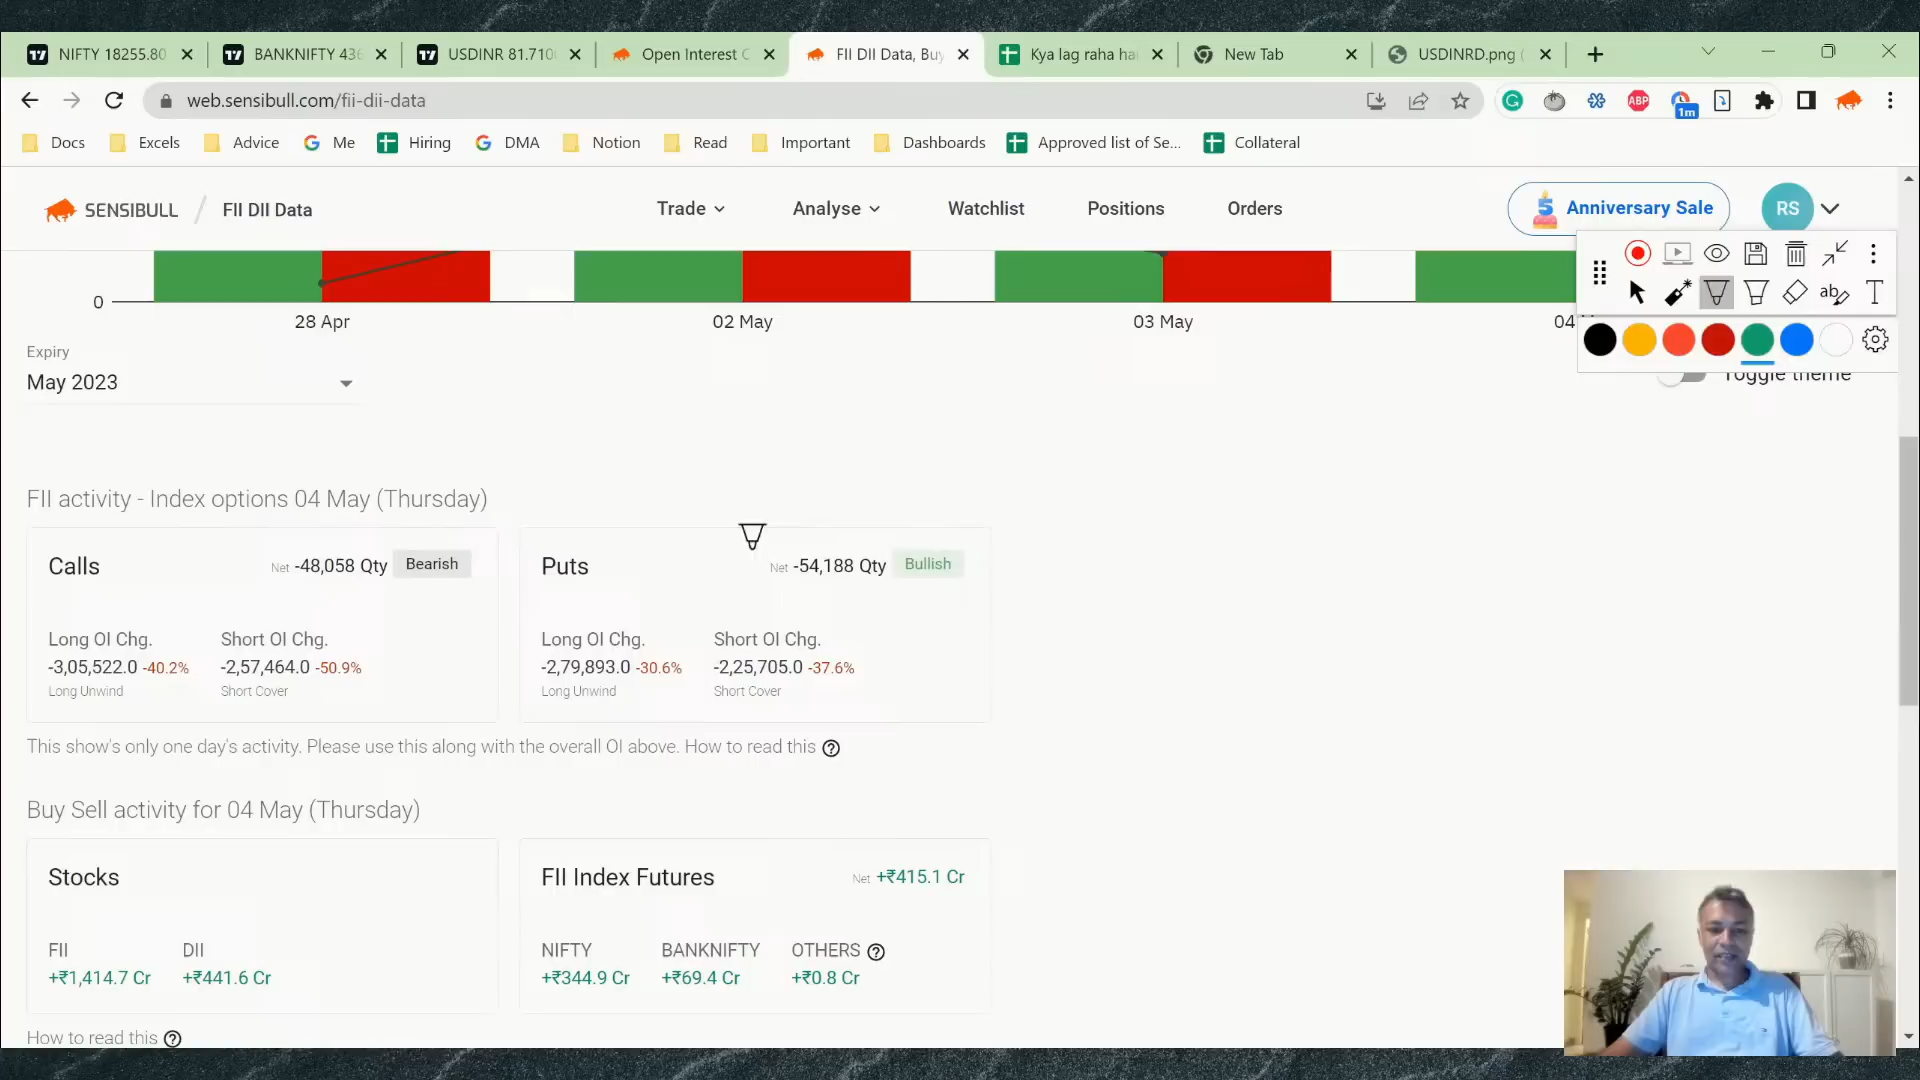 NIFTY 18255.80
BANKNIFTY 436
USDINR 81.710
Open Interest C
FII DII Data, Buy
Kya lag raha ha
New Tab
USDINRD.png (
web.sensibull.com/fii-dii-data
ABP
1m
Docs
Excels
Advice
Me
Hiring
DMA
Notion
Read
Important
Dashboards
Approved list of Se...
Collateral
SENSIBULL / FII DII Data
Trade
Analyse
Watchlist
Positions
Orders
5 Anniversary Sale
RS
0
28 Apr
02 May
03 May
04
Expiry
May 2023
Toggle theme
FII activity - Index options 04 May (Thursday)
Calls
Net -48,058 Qty Bearish
Long OI Chg.
-3,05,522.0 -40.2%
Long Unwind
Short OI Chg.
-2,57,464.0 -50.9%
Short Cover
Puts
Net -54,188 Qty Bullish
Long OI Chg.
-2,79,893.0 -30.6%
Long Unwind
Short OI Chg.
-2,25,705.0 -37.6%
Short Cover
This show's only one day's activity. Please use this along with the overall OI above. How to read this
Buy Sell activity for 04 May (Thursday)
Stocks
FII
+₹1,414.7 Cr
DII
+₹441.6 Cr
FII Index Futures
Net +₹415.1 Cr
NIFTY
+₹344.9 Cr
BANKNIFTY
+₹69.4 Cr
OTHERS
+₹0.8 Cr
How to read this